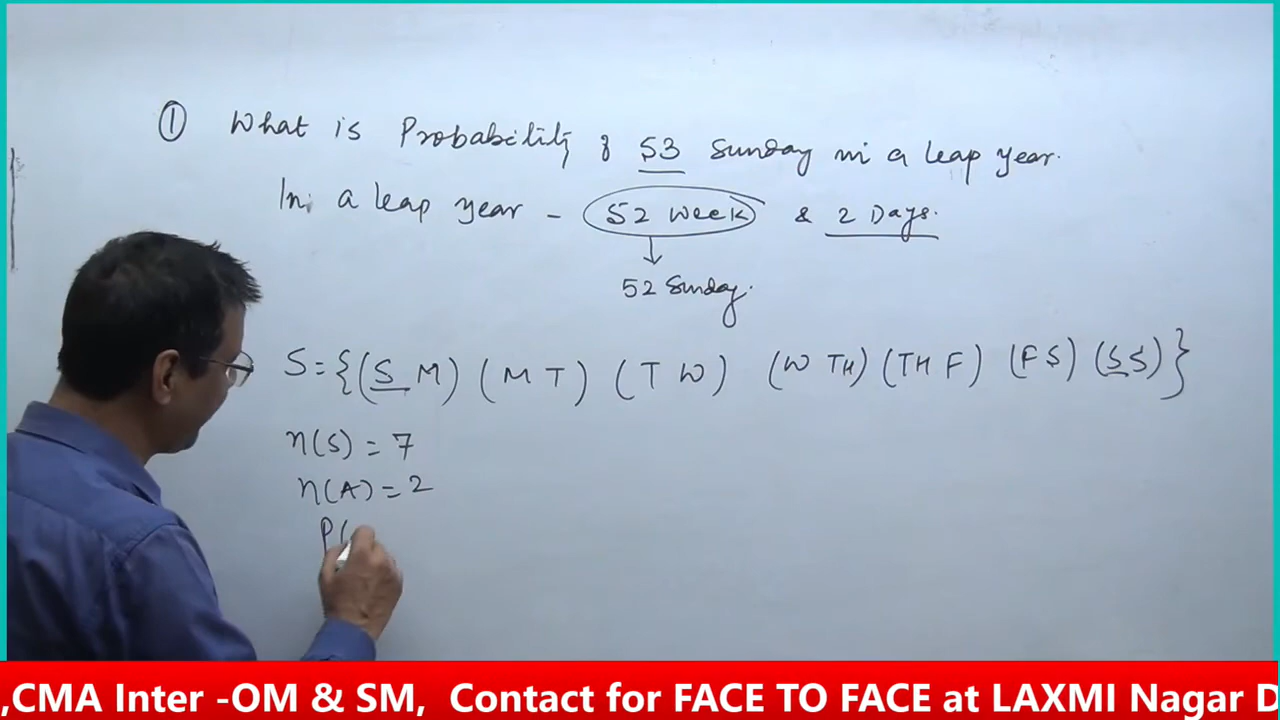 ① What is Probability of 53 Sunday in a leap year.
In a leap year - 52 Week & 2 Days.
52 Sunday.
S={(S M) (M T) (T W) (W TH) (TH F) (F S) (S S)}
n(S) = 7
n(A) = 2
P(
,CMA Inter -OM & SM, Contact for FACE TO FACE at LAXMI Nagar D